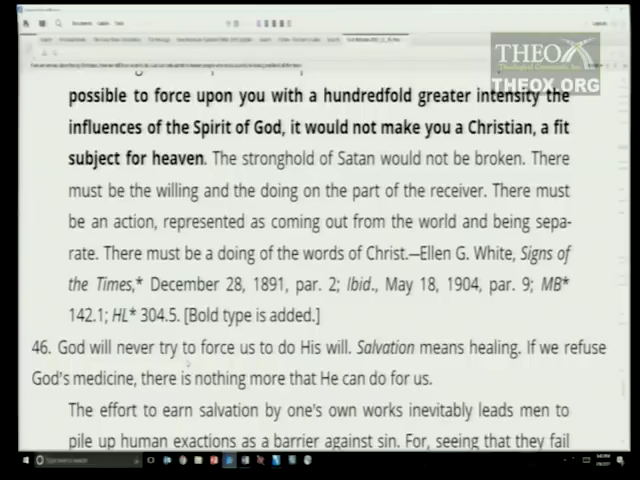 THEOX
THEOX.ORG
possible to force upon you with a hundredfold greater intensity the
influences of the Spirit of God, it would not make you a Christian, a fit
subject for heaven. The stronghold of Satan would not be broken. There
must be the willing and the doing on the part of the receiver. There must
be an action, represented as coming out from the world and being sepa-
rate. There must be a doing of the words of Christ.—Ellen G. White, Signs of
the Times,* December 28, 1891, par. 2; Ibid., May 18, 1904, par. 9; MB*
142.1; HL* 304.5. [Bold type is added.]
46. God will never try to force us to do His will. Salvation means healing. If we refuse
God's medicine, there is nothing more that He can do for us.
The effort to earn salvation by one's own works inevitably leads men to
pile up human exactions as a barrier against sin. For, seeing that they fail